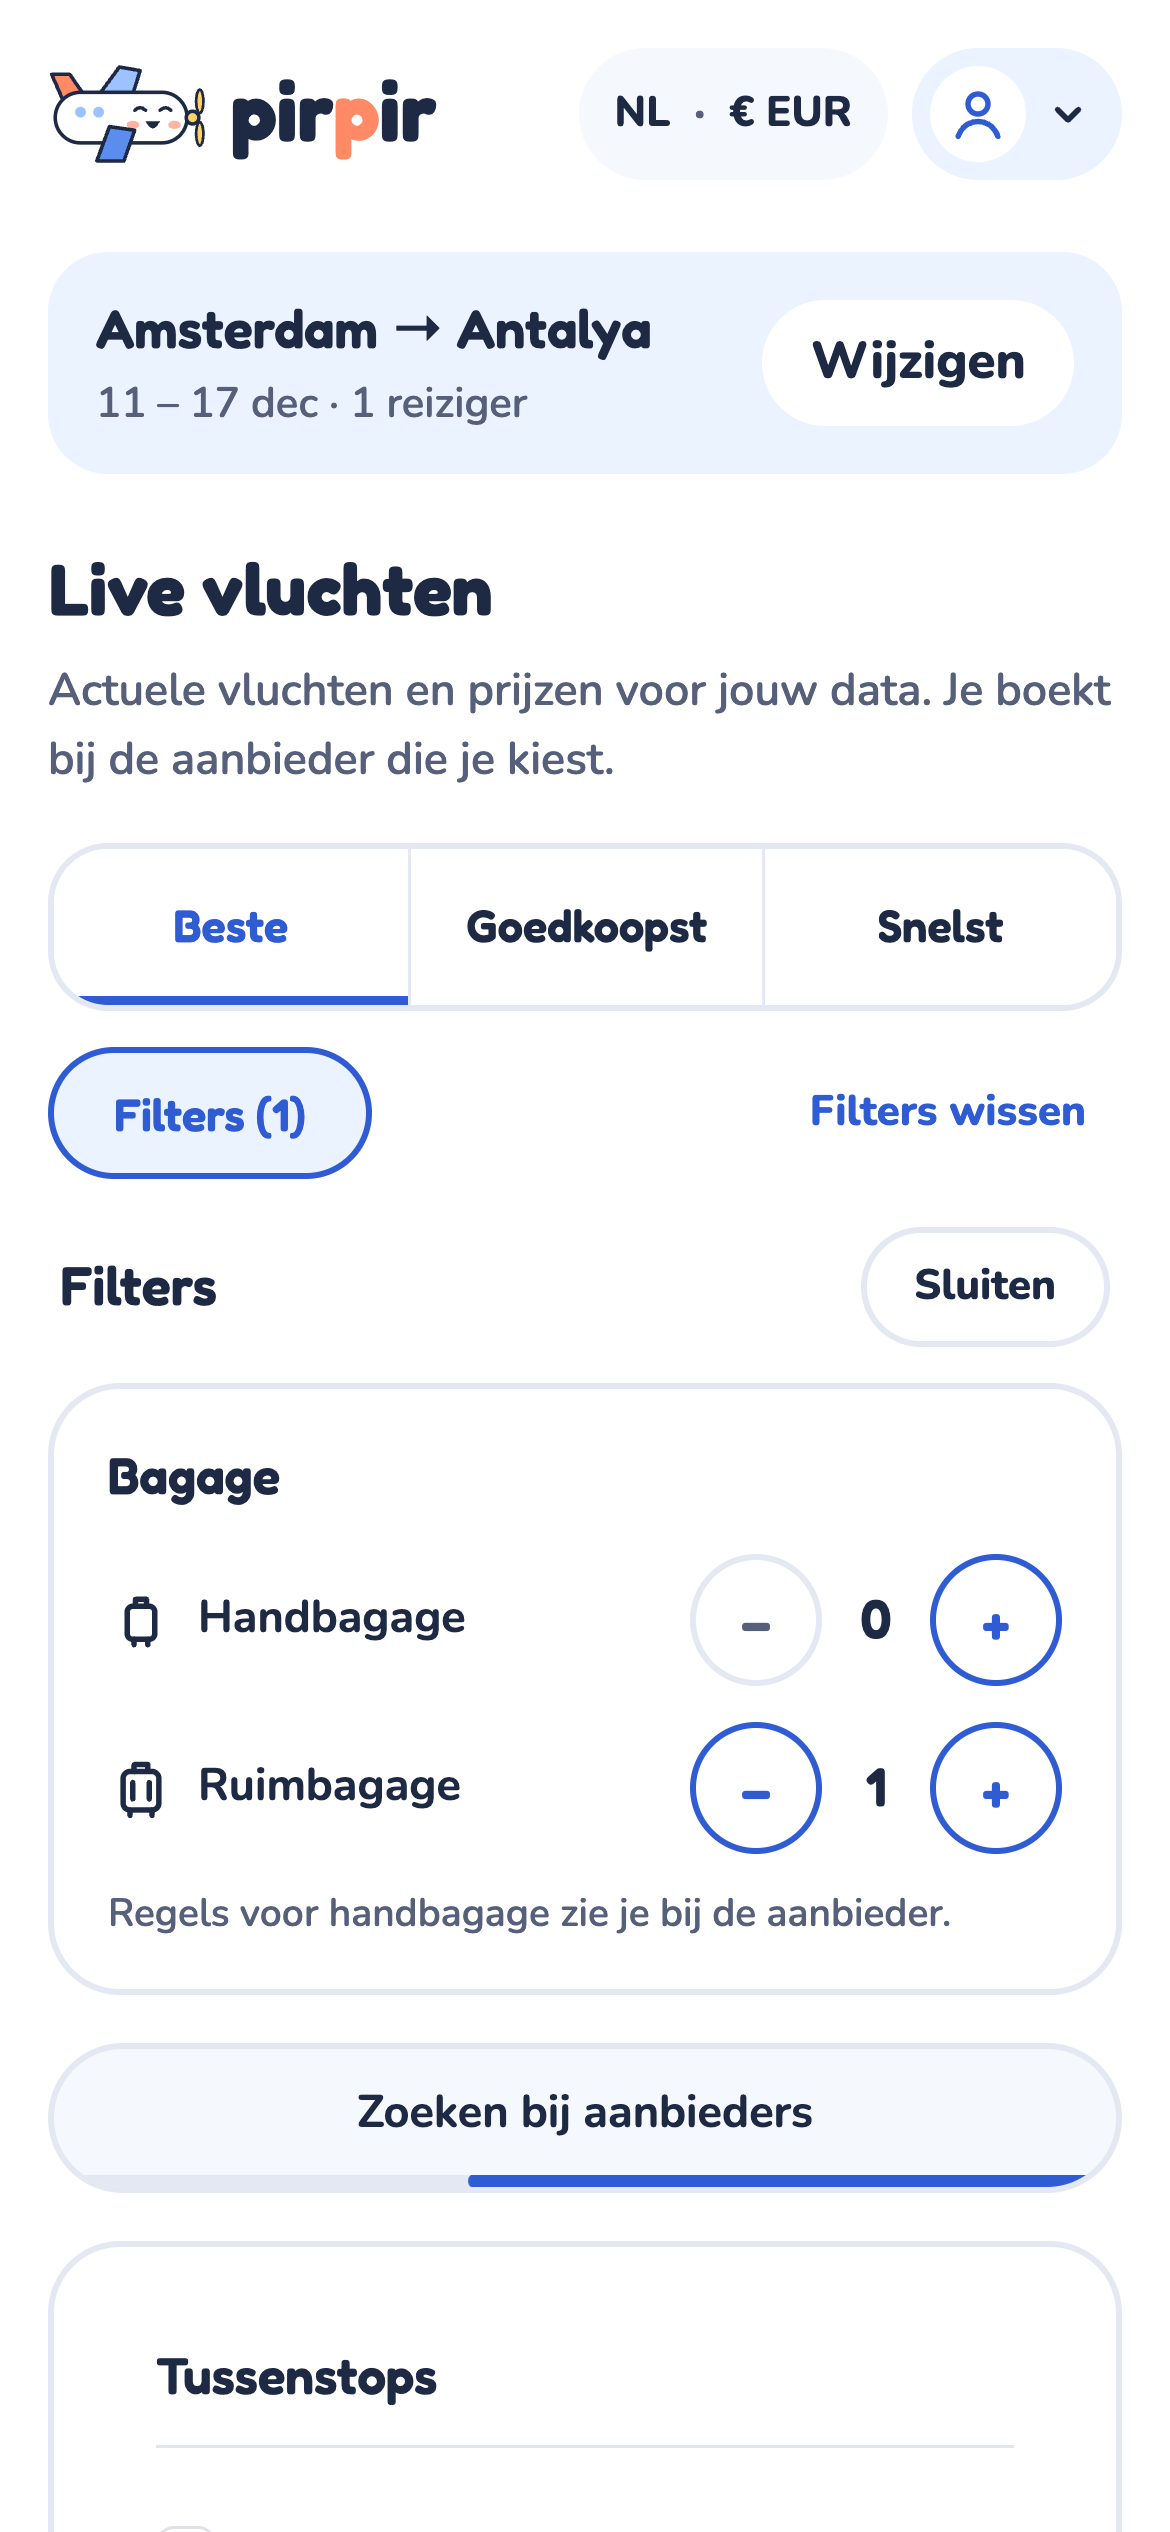 pirpir
NL · € EUR
Amsterdam → Antalya
11 – 17 dec · 1 reiziger
Wijzigen
Live vluchten
Actuele vluchten en prijzen voor jouw data. Je boekt
bij de aanbieder die je kiest.
Beste
Goedkoopst
Snelst
Filters (1)
Filters wissen
Filters
Sluiten
Bagage
Handbagage
– 0 +
Ruimbagage
– 1 +
Regels voor handbagage zie je bij de aanbieder.
Zoeken bij aanbieders
Tussenstops